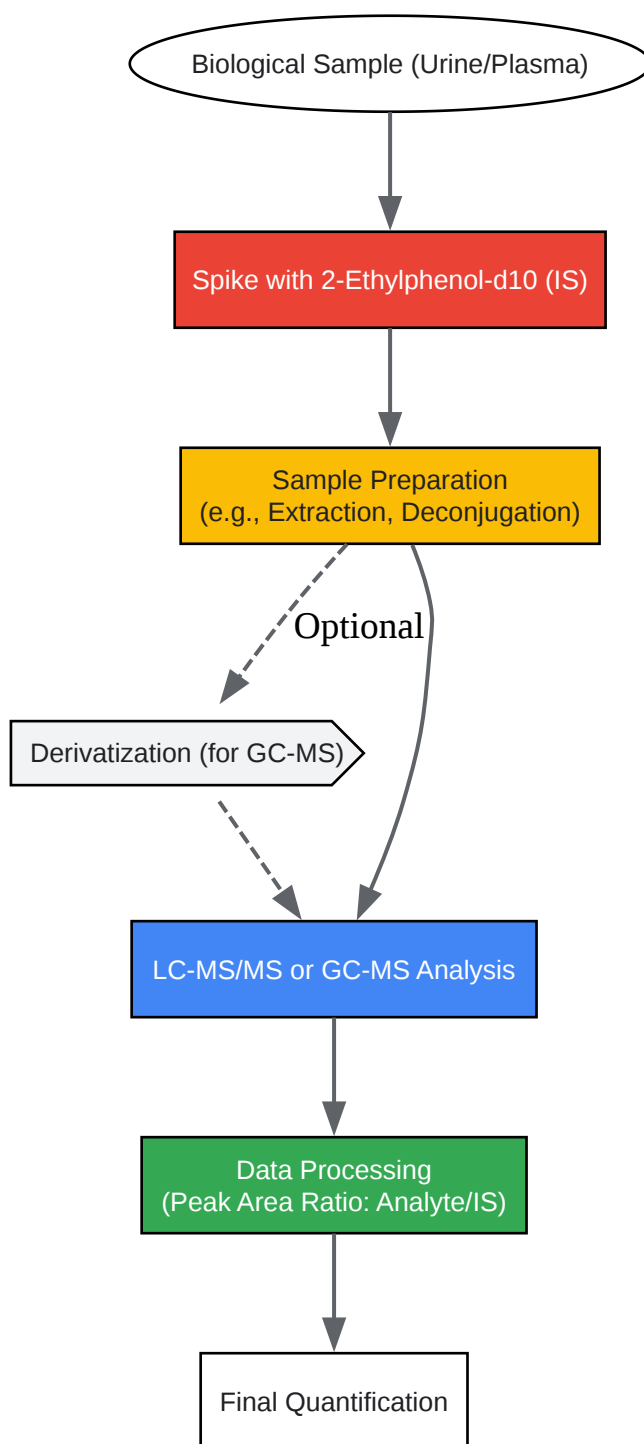 Biological Sample (Urine/Plasma)
Spike with 2-Ethylphenol-d10 (IS)
Sample Preparation
(e.g., Extraction, Deconjugation)
Optional
Derivatization (for GC-MS)
LC-MS/MS or GC-MS Analysis
Data Processing
(Peak Area Ratio: Analyte/IS)
Final Quantification